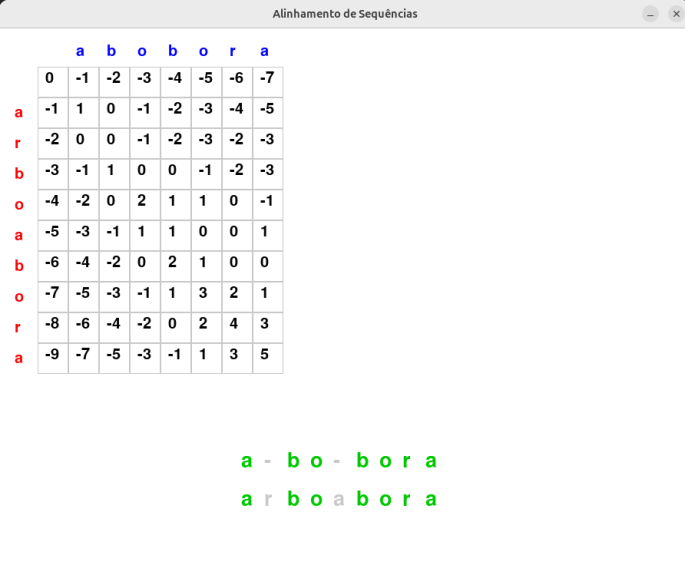 Alinhamento de Sequências
a b o b o r a
0 -1 -2 -3 -4 -5 -6 -7
a -1 1 0 -1 -2 -3 -4 -5
r -2 0 0 -1 -2 -3 -2 -3
b -3 -1 1 0 0 -1 -2 -3
o -4 -2 0 2 1 1 0 -1
a -5 -3 -1 1 1 0 0 1
b -6 -4 -2 0 2 1 0 0
o -7 -5 -3 -1 1 3 2 1
r -8 -6 -4 -2 0 2 4 3
a -9 -7 -5 -3 -1 1 3 5
a - b o - b o r a
a r b o a b o r a